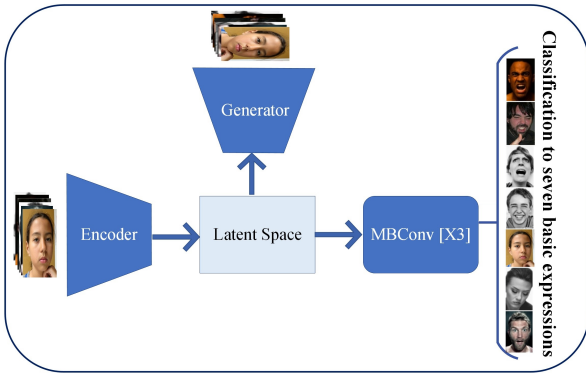 Generator
Encoder
Latent Space
MBConv [X3]
Classification to seven basic expressions